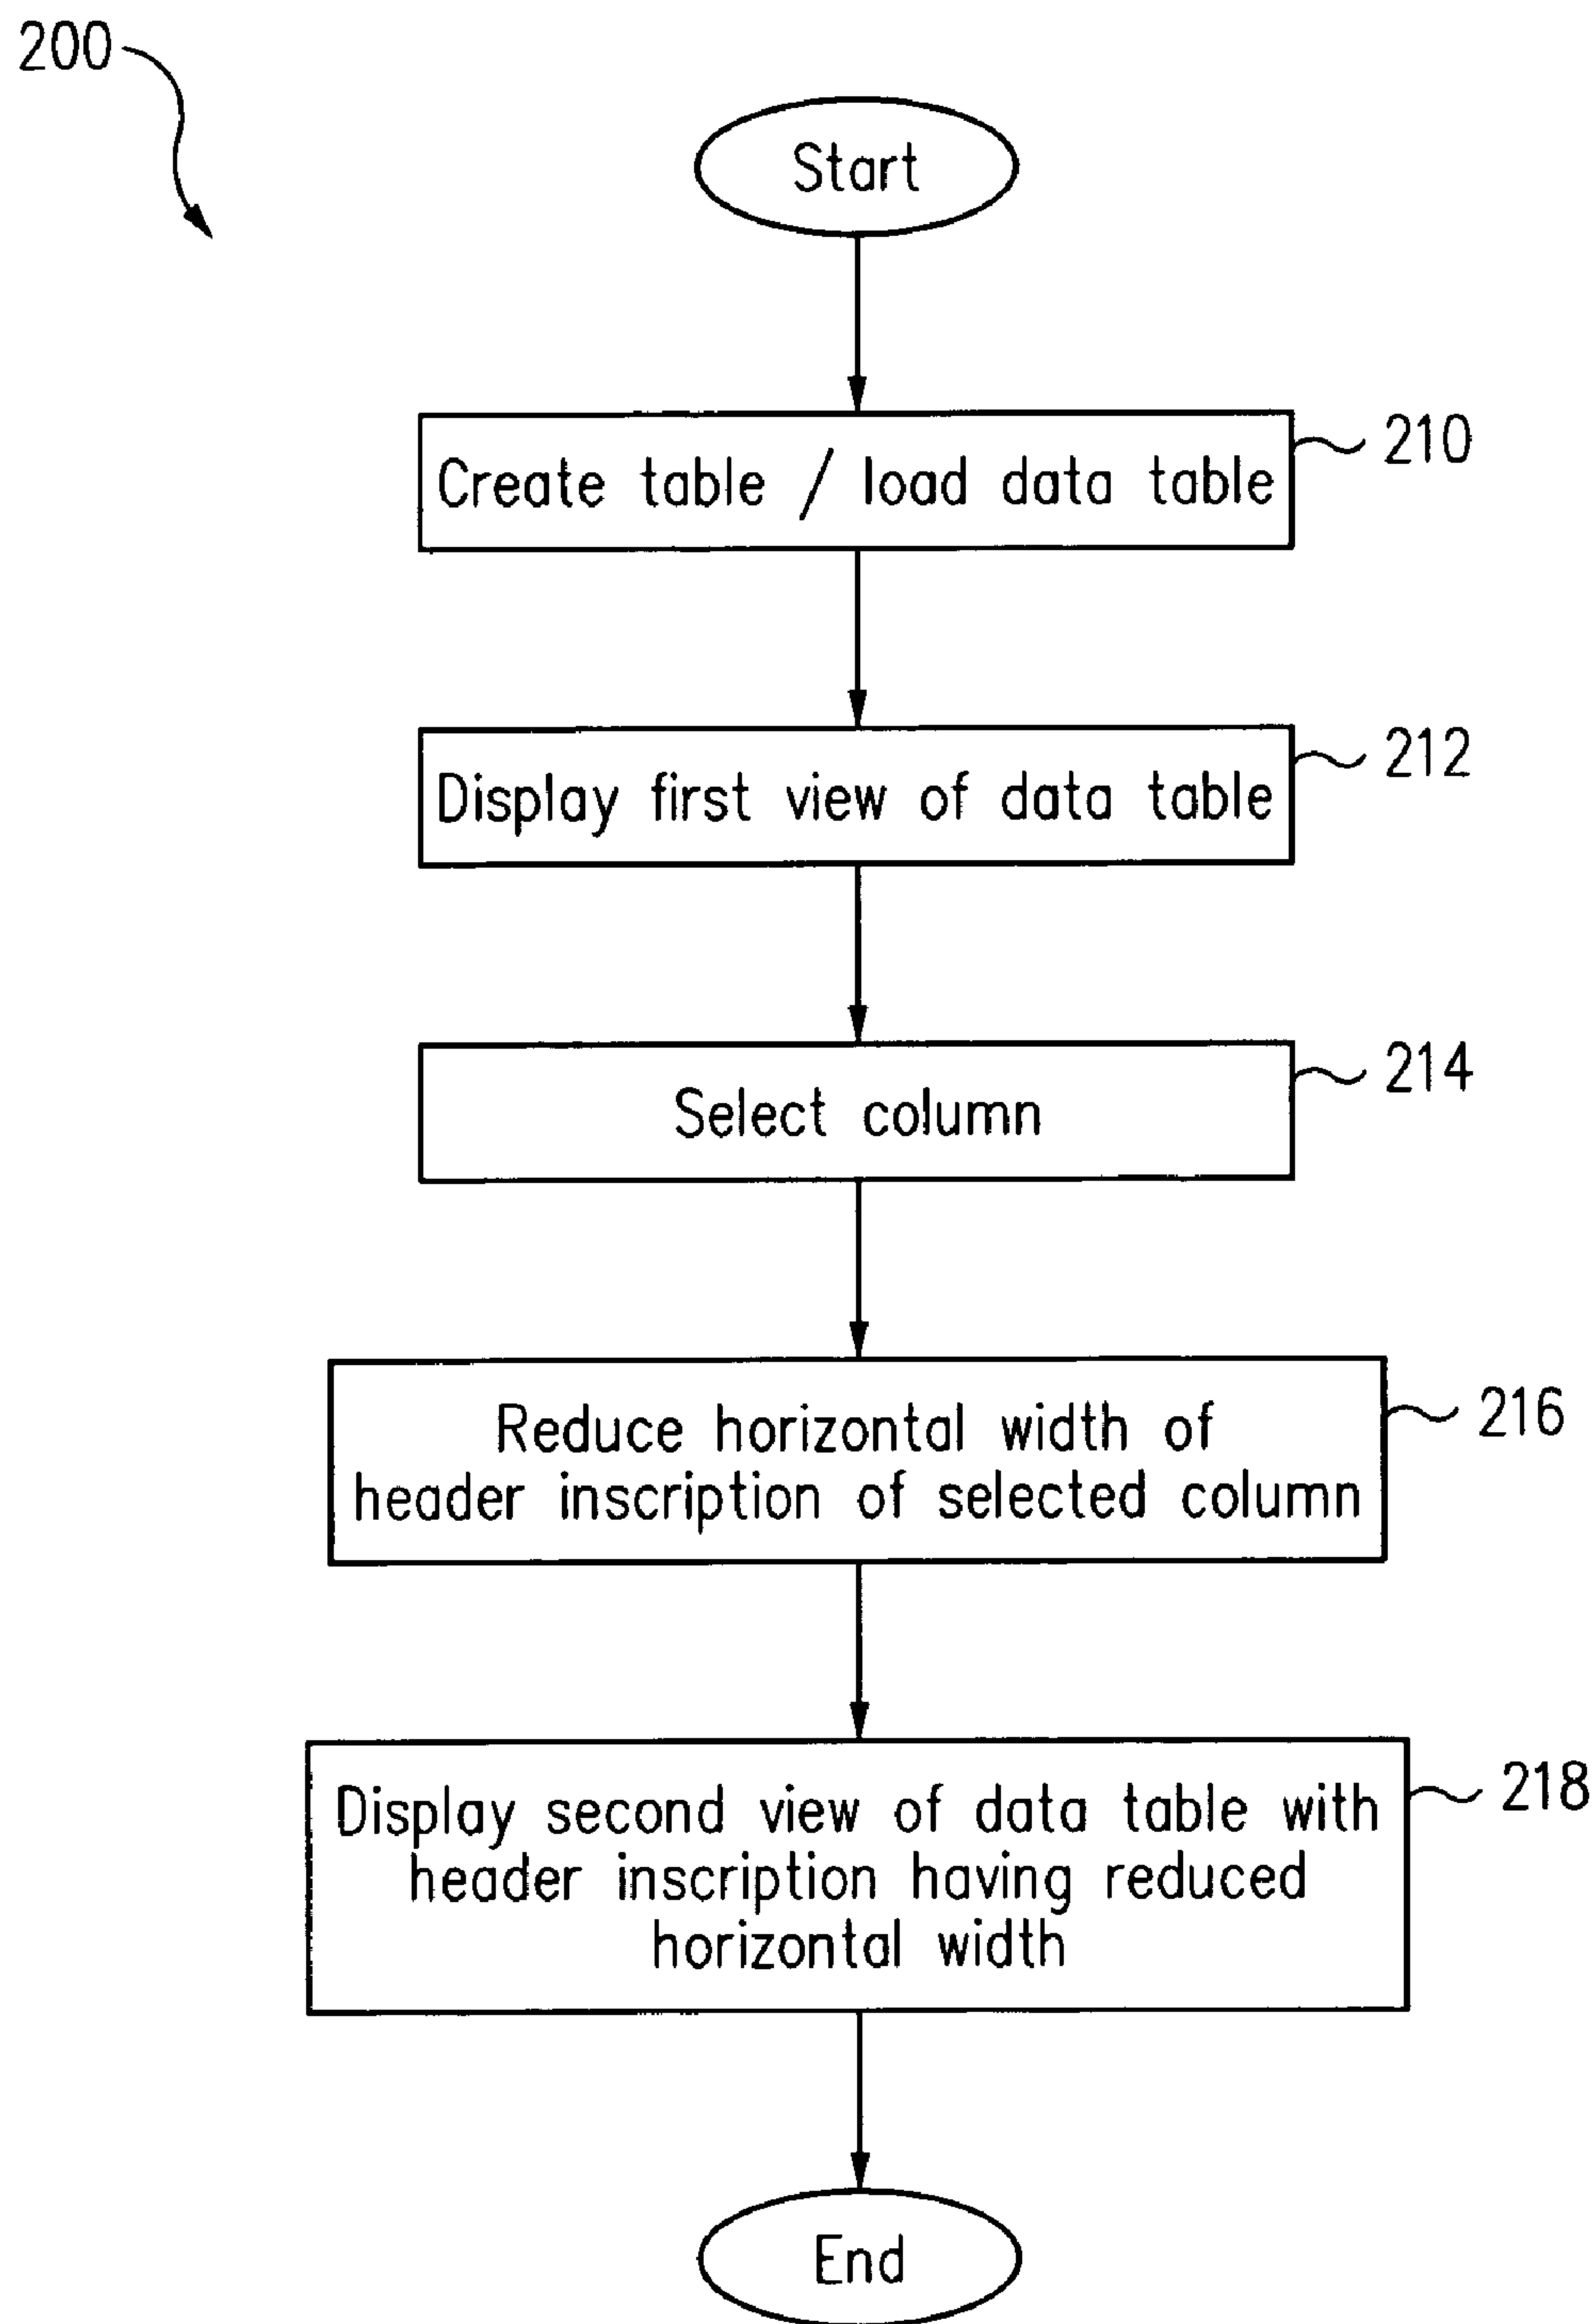 200
Start
Create table / load data table
210
Display first view of data table
212
Select column
214
Reduce horizontal width of
header inscription of selected column
216
Display second view of data table with
header inscription having reduced
horizontal width
218
End